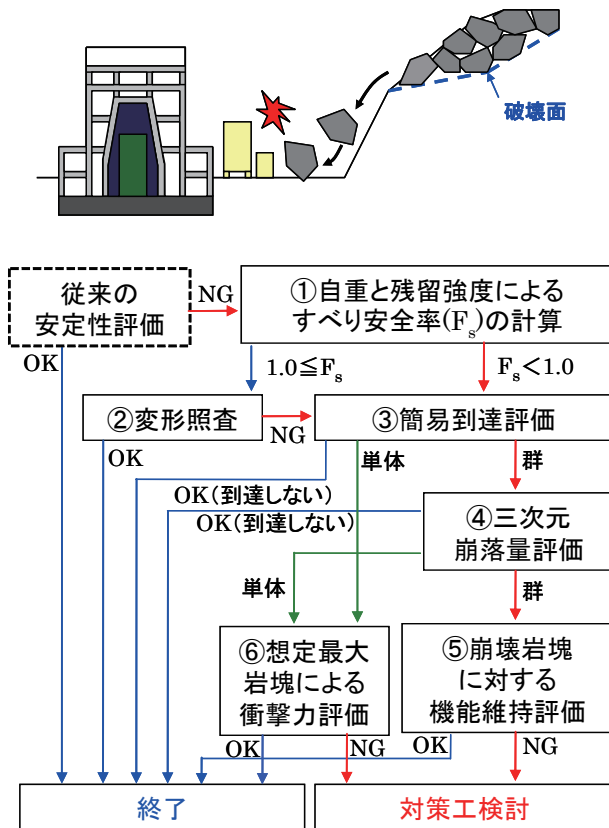 破壊面
従来の
安定性評価
NG
①自重と残留強度による
すべり安全率(Fs)の計算
OK
1.0≦Fs
Fs<1.0
②変形照査
NG
③簡易到達評価
OK
単体
群
OK(到達しない)
OK(到達しない)
④三次元
崩落量評価
単体
群
⑥想定最大
岩塊による
衝撃力評価
⑤崩壊岩塊
に対する
機能維持評価
OK
NG
OK
NG
終了
対策工検討